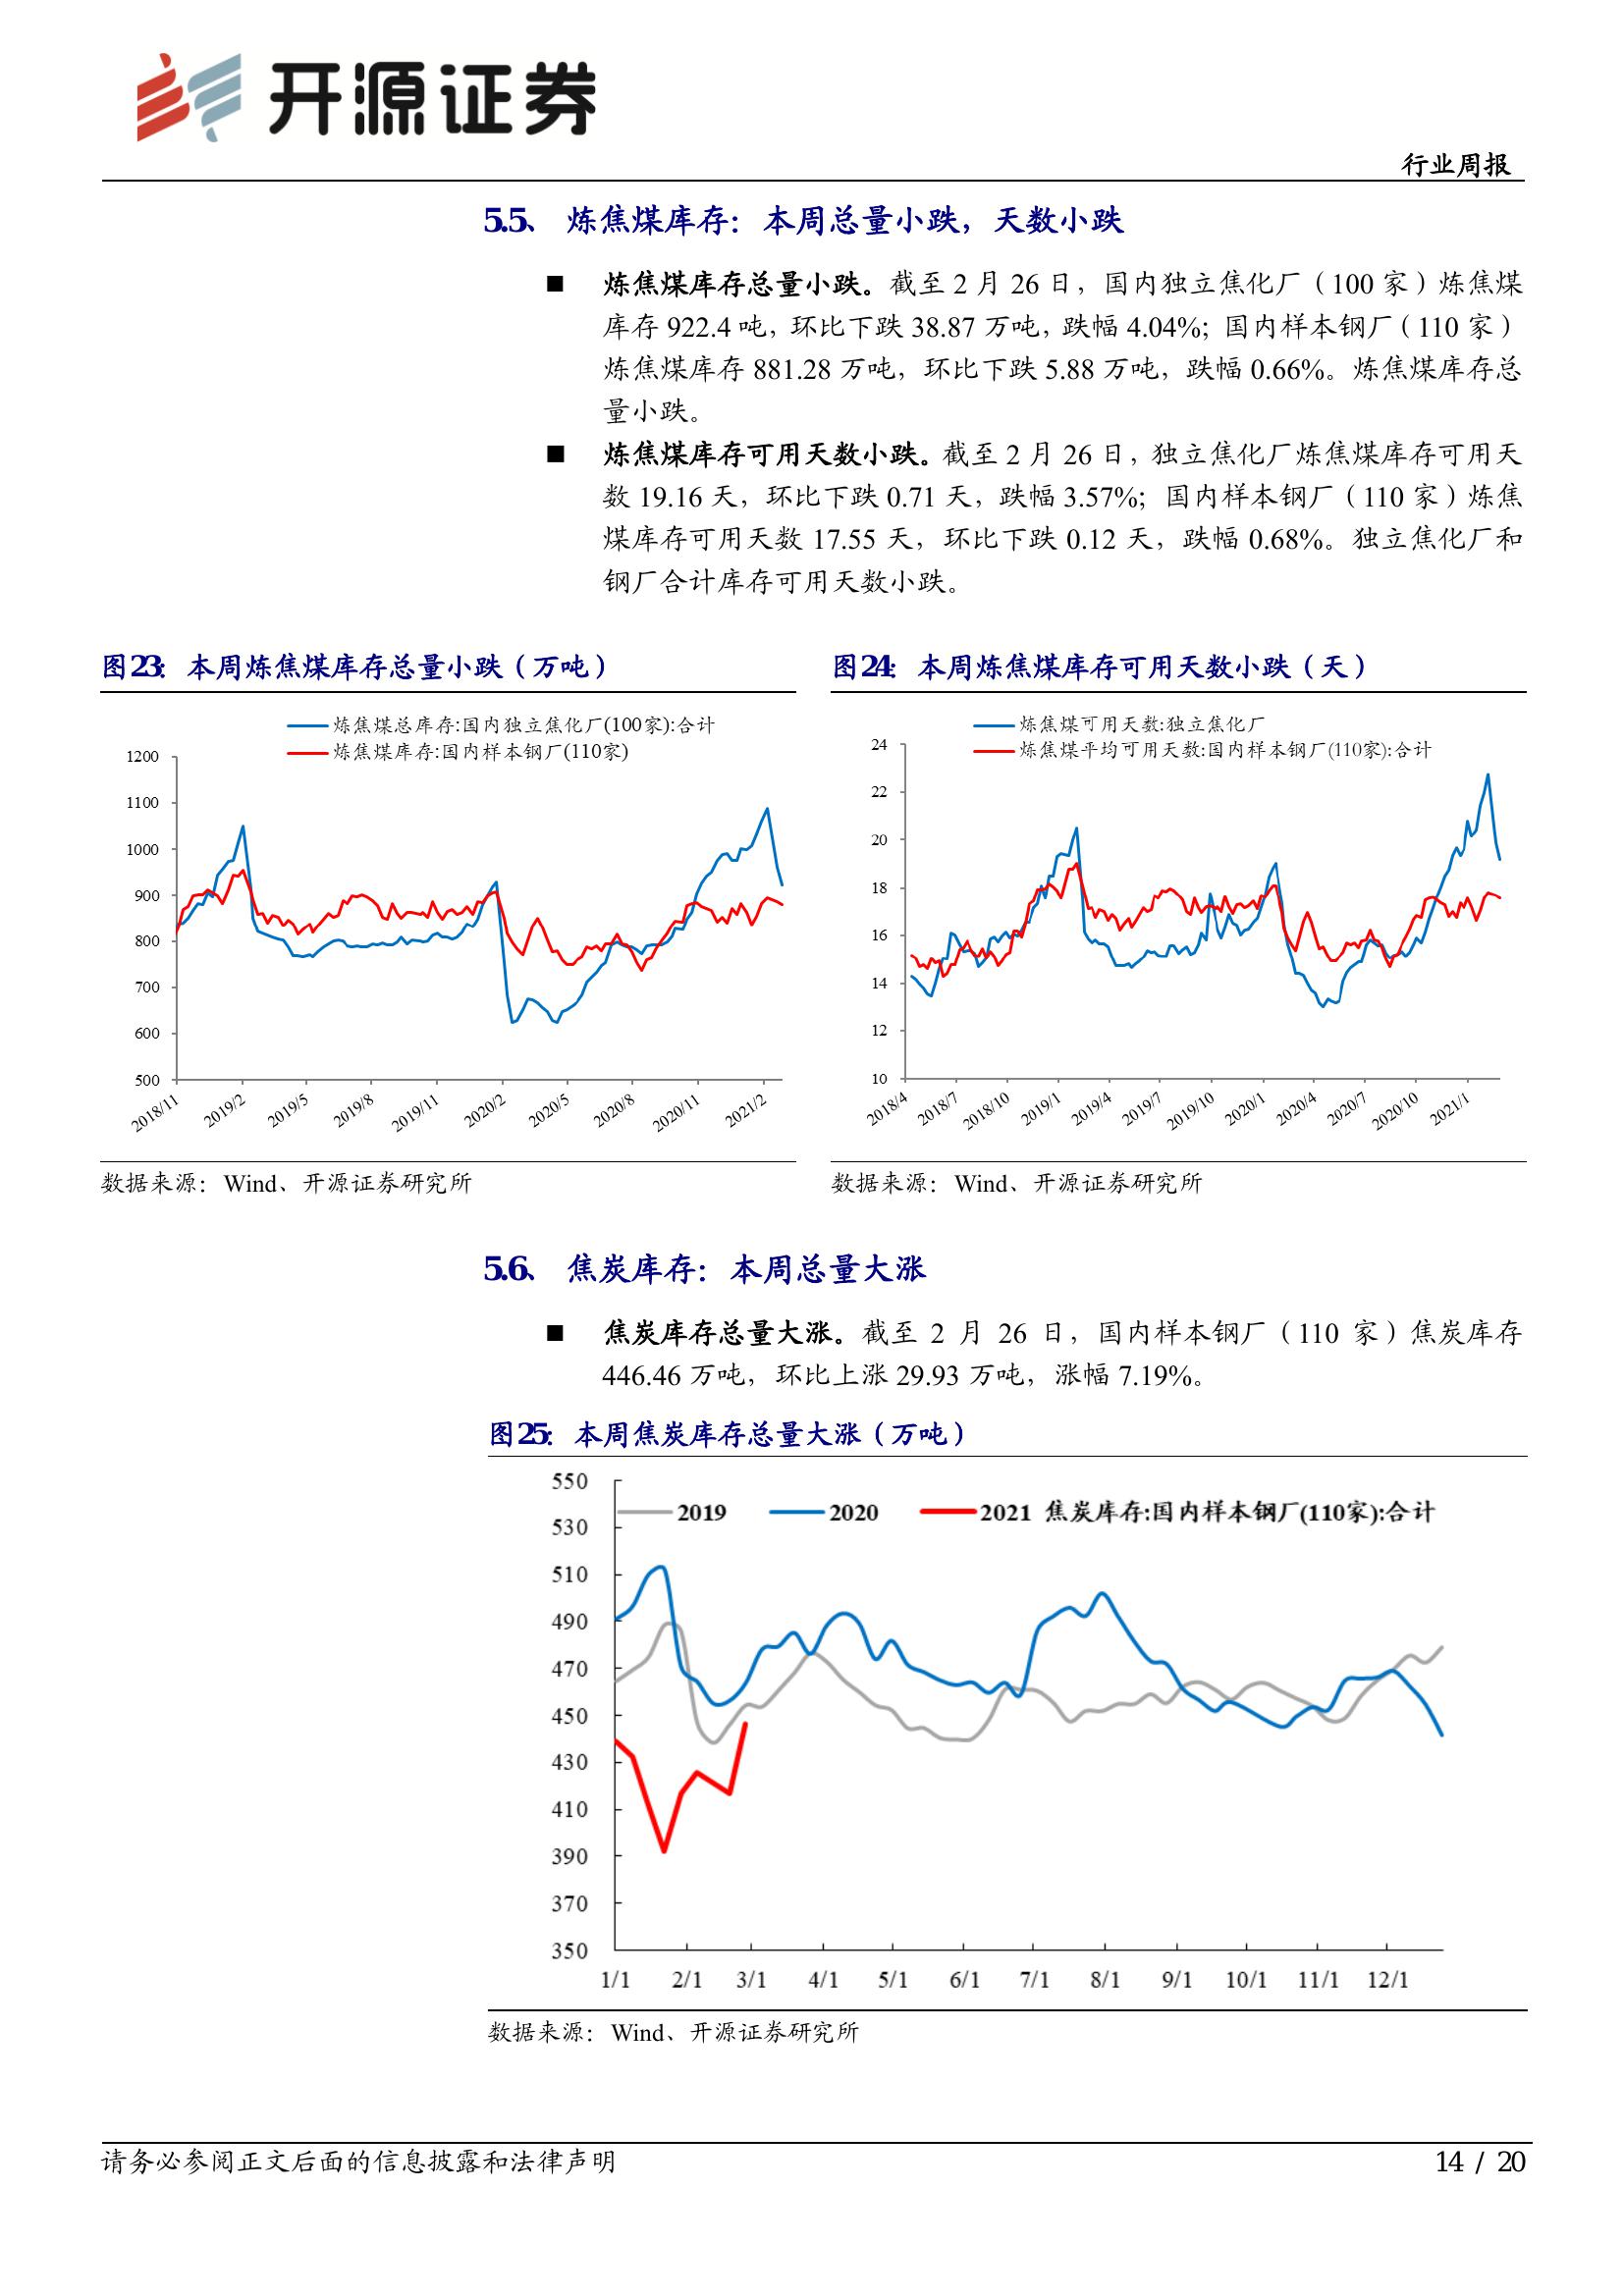 开源证券
行业周报
5.5、 炼焦煤库存：本周总量小跌，天数小跌
■ 炼焦煤库存总量小跌。截至 2 月 26 日，国内独立焦化厂（100 家）炼焦煤
库存 922.4 吨，环比下跌 38.87 万吨，跌幅 4.04%；国内样本钢厂（110 家）
炼焦煤库存 881.28 万吨，环比下跌 5.88 万吨，跌幅 0.66%。炼焦煤库存总
量小跌。
■ 炼焦煤库存可用天数小跌。截至 2 月 26 日，独立焦化厂炼焦煤库存可用天
数 19.16 天，环比下跌 0.71 天，跌幅 3.57%；国内样本钢厂（110 家）炼焦
煤库存可用天数 17.55 天，环比下跌 0.12 天，跌幅 0.68%。独立焦化厂和
钢厂合计库存可用天数小跌。
图23： 本周炼焦煤库存总量小跌（万吨）
炼焦煤总库存:国内独立焦化厂(100家):合计
炼焦煤库存:国内样本钢厂(110家)
1200
1100
1000
900
800
700
600
500
2018/11 2019/2 2019/5 2019/8 2019/11 2020/2 2020/5 2020/8 2020/11 2021/2
数据来源：Wind、开源证券研究所
图24： 本周炼焦煤库存可用天数小跌（天）
炼焦煤可用天数:独立焦化厂
炼焦煤平均可用天数:国内样本钢厂(110家):合计
24
22
20
18
16
14
12
10
2018/4 2018/7 2018/10 2019/1 2019/4 2019/7 2019/10 2020/1 2020/4 2020/7 2020/10 2021/1
数据来源：Wind、开源证券研究所
5.6、 焦炭库存：本周总量大涨
■ 焦炭库存总量大涨。截至 2 月 26 日，国内样本钢厂（110 家）焦炭库存
446.46 万吨，环比上涨 29.93 万吨，涨幅 7.19%。
图25： 本周焦炭库存总量大涨（万吨）
2019 2020 2021 焦炭库存:国内样本钢厂(110家):合计
550
530
510
490
470
450
430
410
390
370
350
1/1 2/1 3/1 4/1 5/1 6/1 7/1 8/1 9/1 10/1 11/1 12/1
数据来源：Wind、开源证券研究所
请务必参阅正文后面的信息披露和法律声明
14 / 20